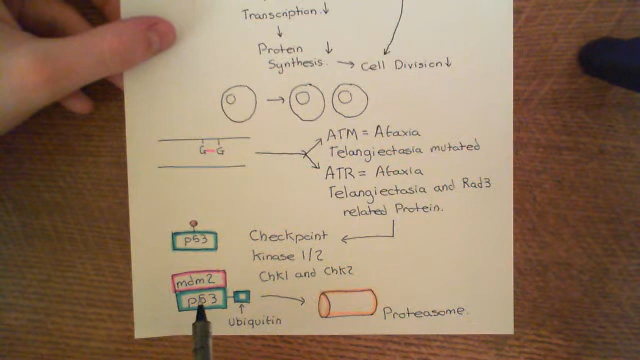 Transcription ↓
↓
Protein ↓
Synthesis. → Cell Division ↓
G-G
ATM = Ataxia
Telangiectasia mutated
ATR = Ataxia
Telangiectasia and Rad3
related Protein.
p53
Checkpoint
Kinase 1/2
Chk1 and Chk2
mdm2
p53
Ubiquitin
Proteasome.